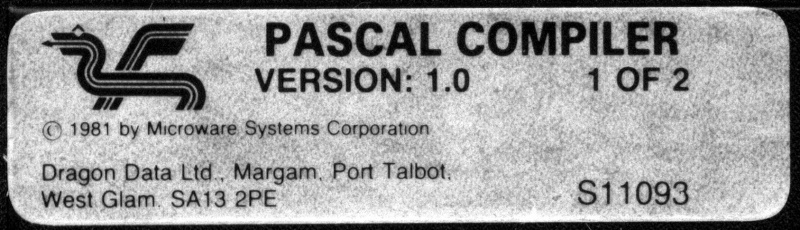 PASCAL COMPILER
VERSION: 1.0 1 OF 2
© 1981 by Microware Systems Corporation
Dragon Data Ltd., Margam, Port Talbot,
West Glam. SA13 2PE S11093